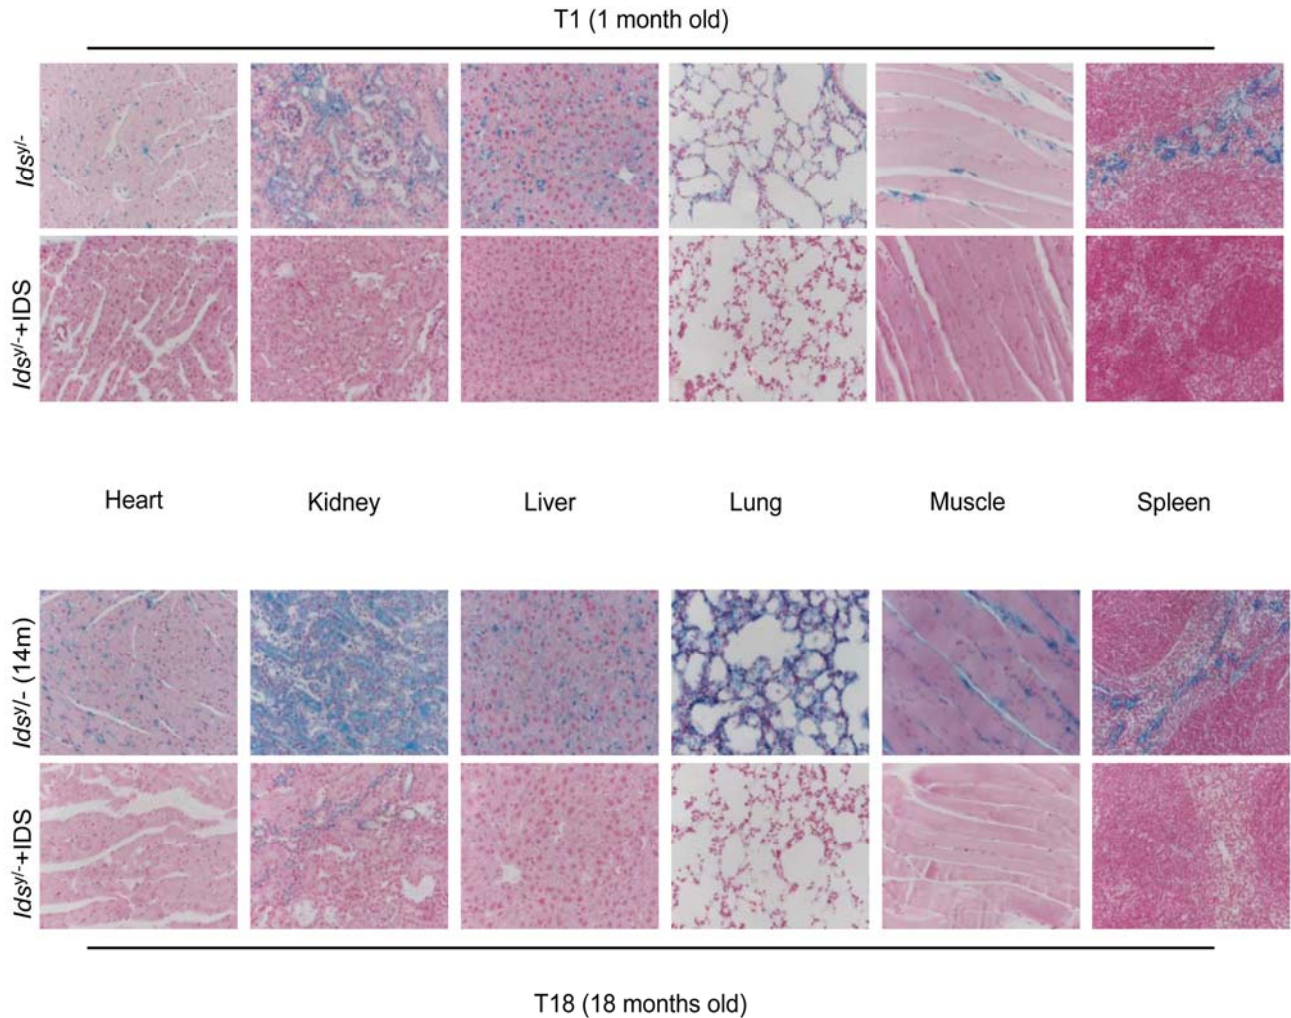 T1 (1 month old)
Idsy/-
Idsy/-+IDS
Heart Kidney Liver Lung Muscle Spleen
Idsy/- (14m)
Idsy/-+IDS
T18 (18 months old)